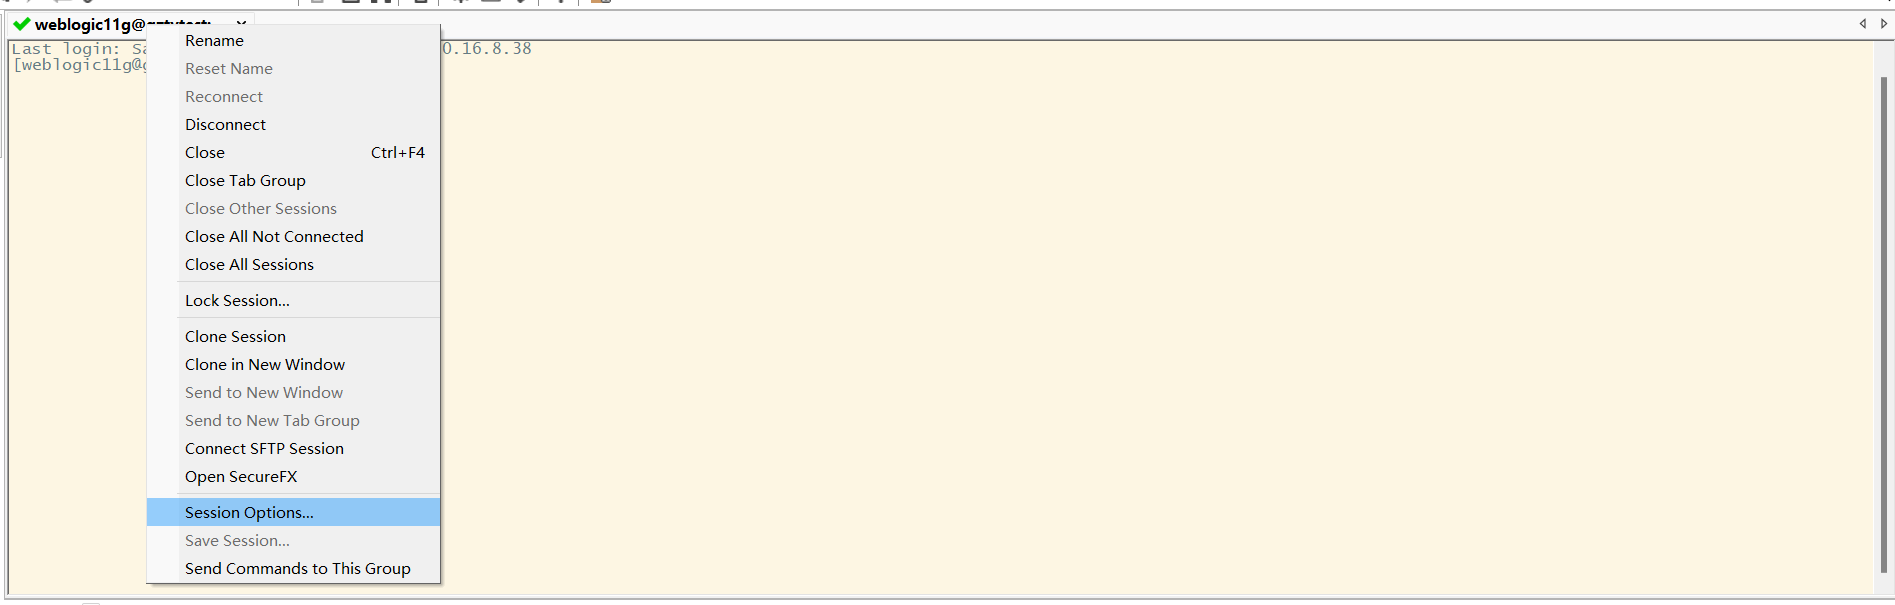 weblogic11g@gztytest:
Last login: Sa 0.16.8.38
[weblogic11g@g
Rename
Reset Name
Reconnect
Disconnect
Close Ctrl+F4
Close Tab Group
Close Other Sessions
Close All Not Connected
Close All Sessions
Lock Session...
Clone Session
Clone in New Window
Send to New Window
Send to New Tab Group
Connect SFTP Session
Open SecureFX
Session Options...
Save Session...
Send Commands to This Group